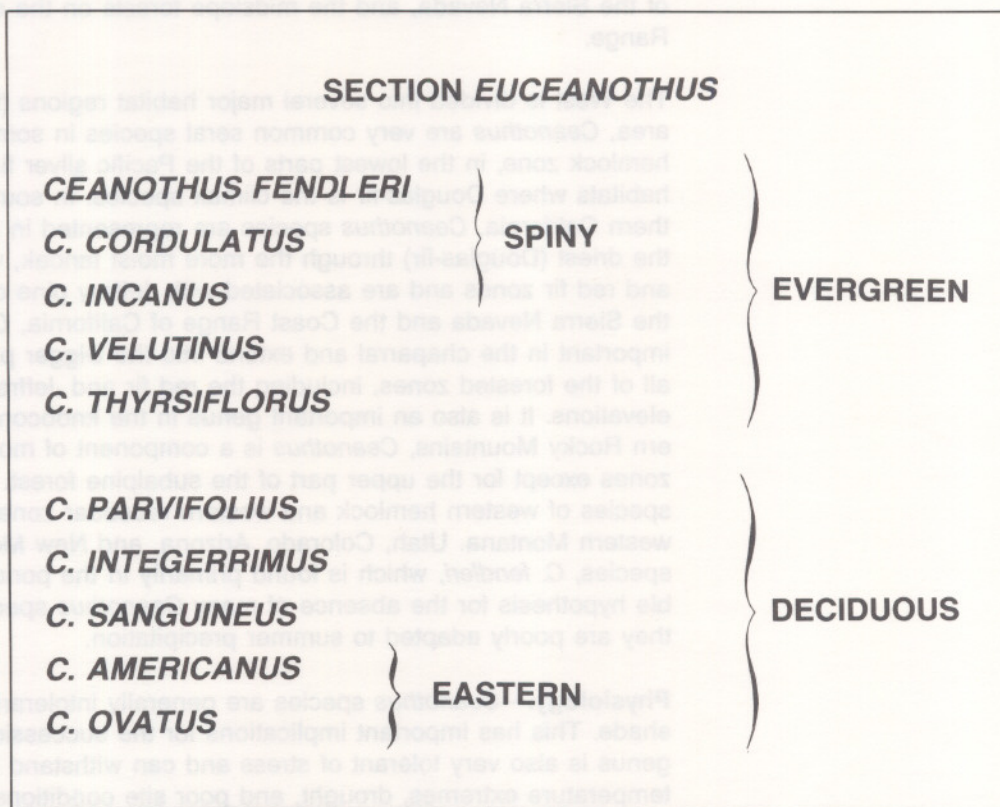 SECTION EUCEANOTHUS
CEANOTHUS FENDLERI
C. CORDULATUS
SPINY
C. INCANUS
EVERGREEN
C. VELUTINUS
C. THYRSIFLORUS
C. PARVIFOLIUS
C. INTEGERRIMUS
C. SANGUINEUS
DECIDUOUS
C. AMERICANUS
EASTERN
C. OVATUS